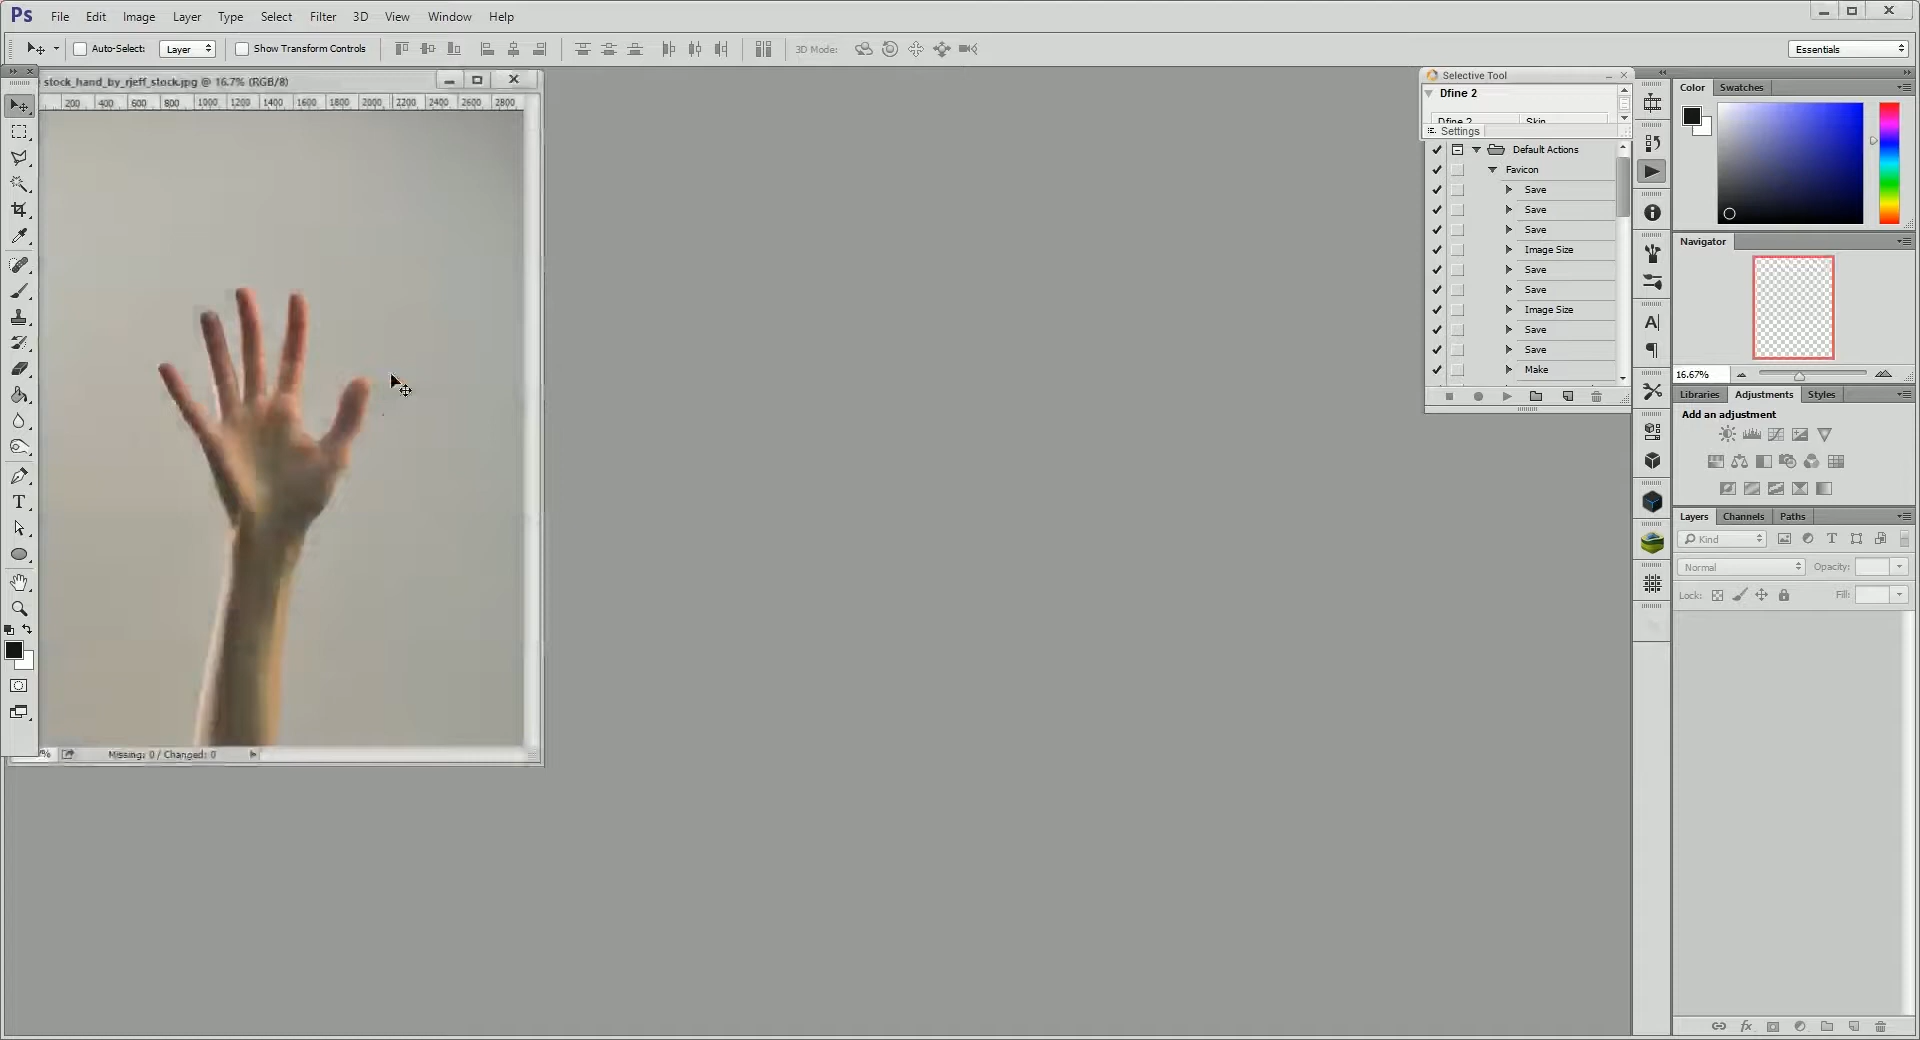 Ps File Edit Image Layer Type Select Filter 3D View Window Help
Auto-Select: Layer Show Transform Controls 3D Mode: Essentials
stock_hand_by_rjeff_stock.jpg @ 16.7% (RGB/8)
200 400 600 800 1000 1200 1400 1600 1800 2000 2200 2400 2600 2800
Missing: 0 / Changed: 0
T
Selective Tool
Dfine 2
Dfine 2 Skin
Settings
Default Actions
Favicon
Save
Save
Save
Image Size
Save
Save
Image Size
Save
Save
Make
Color Swatches
Navigator
16.67%
Libraries Adjustments Styles
Add an adjustment
Layers Channels Paths
Kind
Normal Opacity:
Lock: Fill:
fx